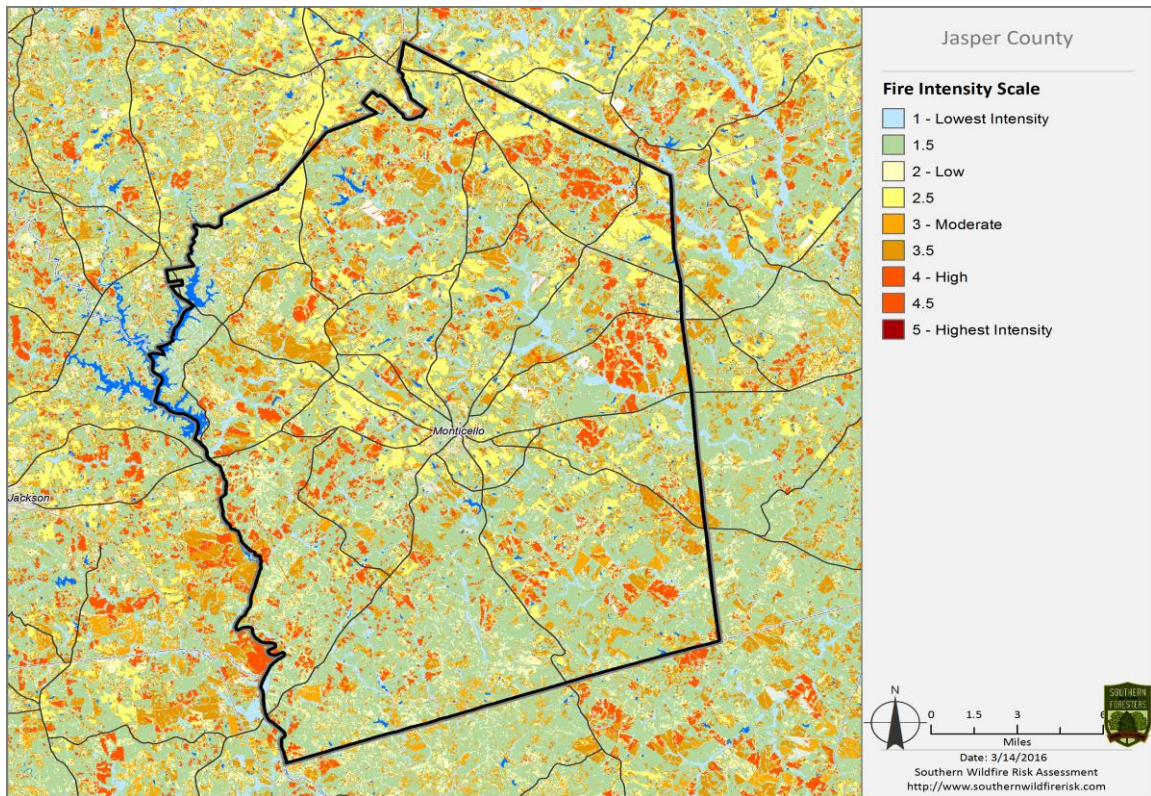 Jasper County
Fire Intensity Scale
1 - Lowest Intensity
1.5
2 - Low
2.5
3 - Moderate
3.5
4 - High
4.5
5 - Highest Intensity
Monticello
Jackson
N
0 1.5 3 6
Miles
SOUTHERN
FORESTERS
Date: 3/14/2016
Southern Wildfire Risk Assessment
http://www.southernwildfirerisk.com